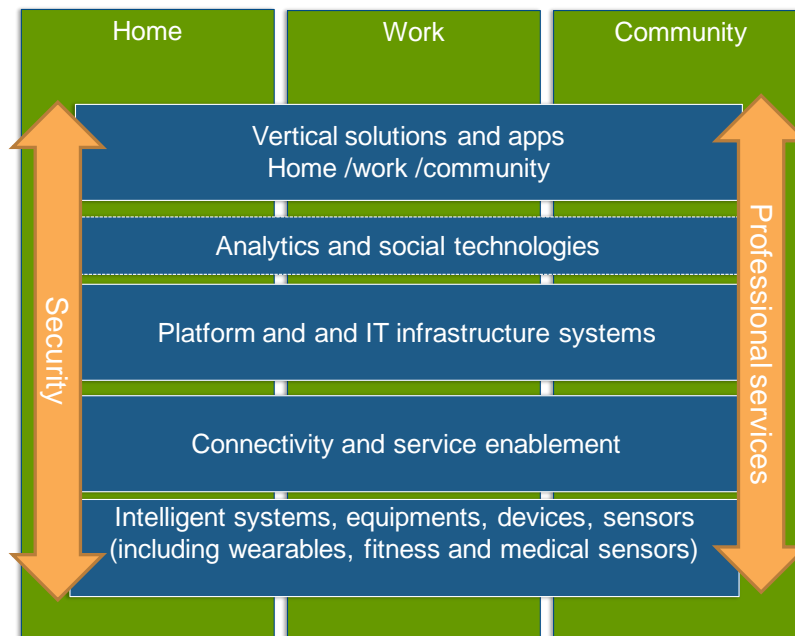 Home
Work
Community
Vertical solutions and apps
Home /work /community
Analytics and social technologies
Platform and and IT infrastructure systems
Connectivity and service enablement
Intelligent systems, equipments, devices, sensors
(including wearables, fitness and medical sensors)
Security
Professional services